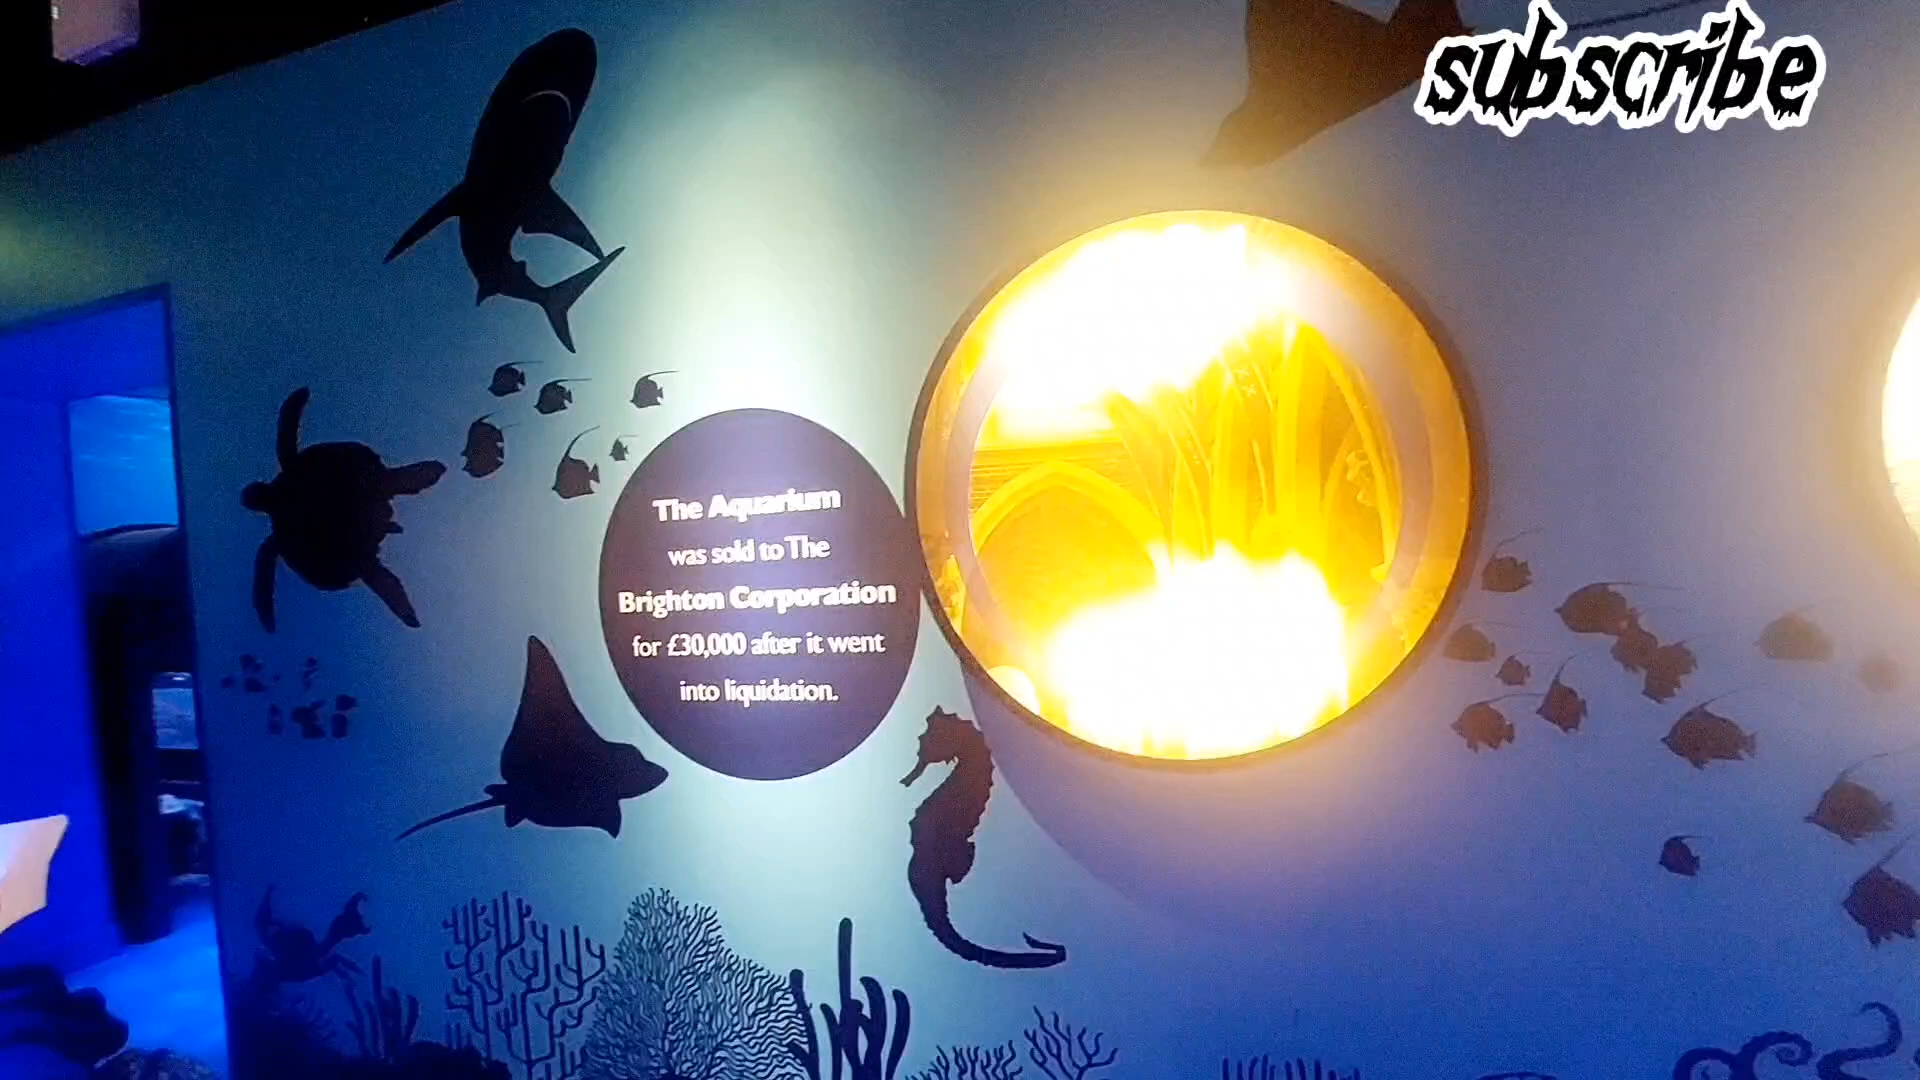 subscribe
The Aquarium
was sold to The
Brighton Corporation
for £30,000 after it went
into liquidation.